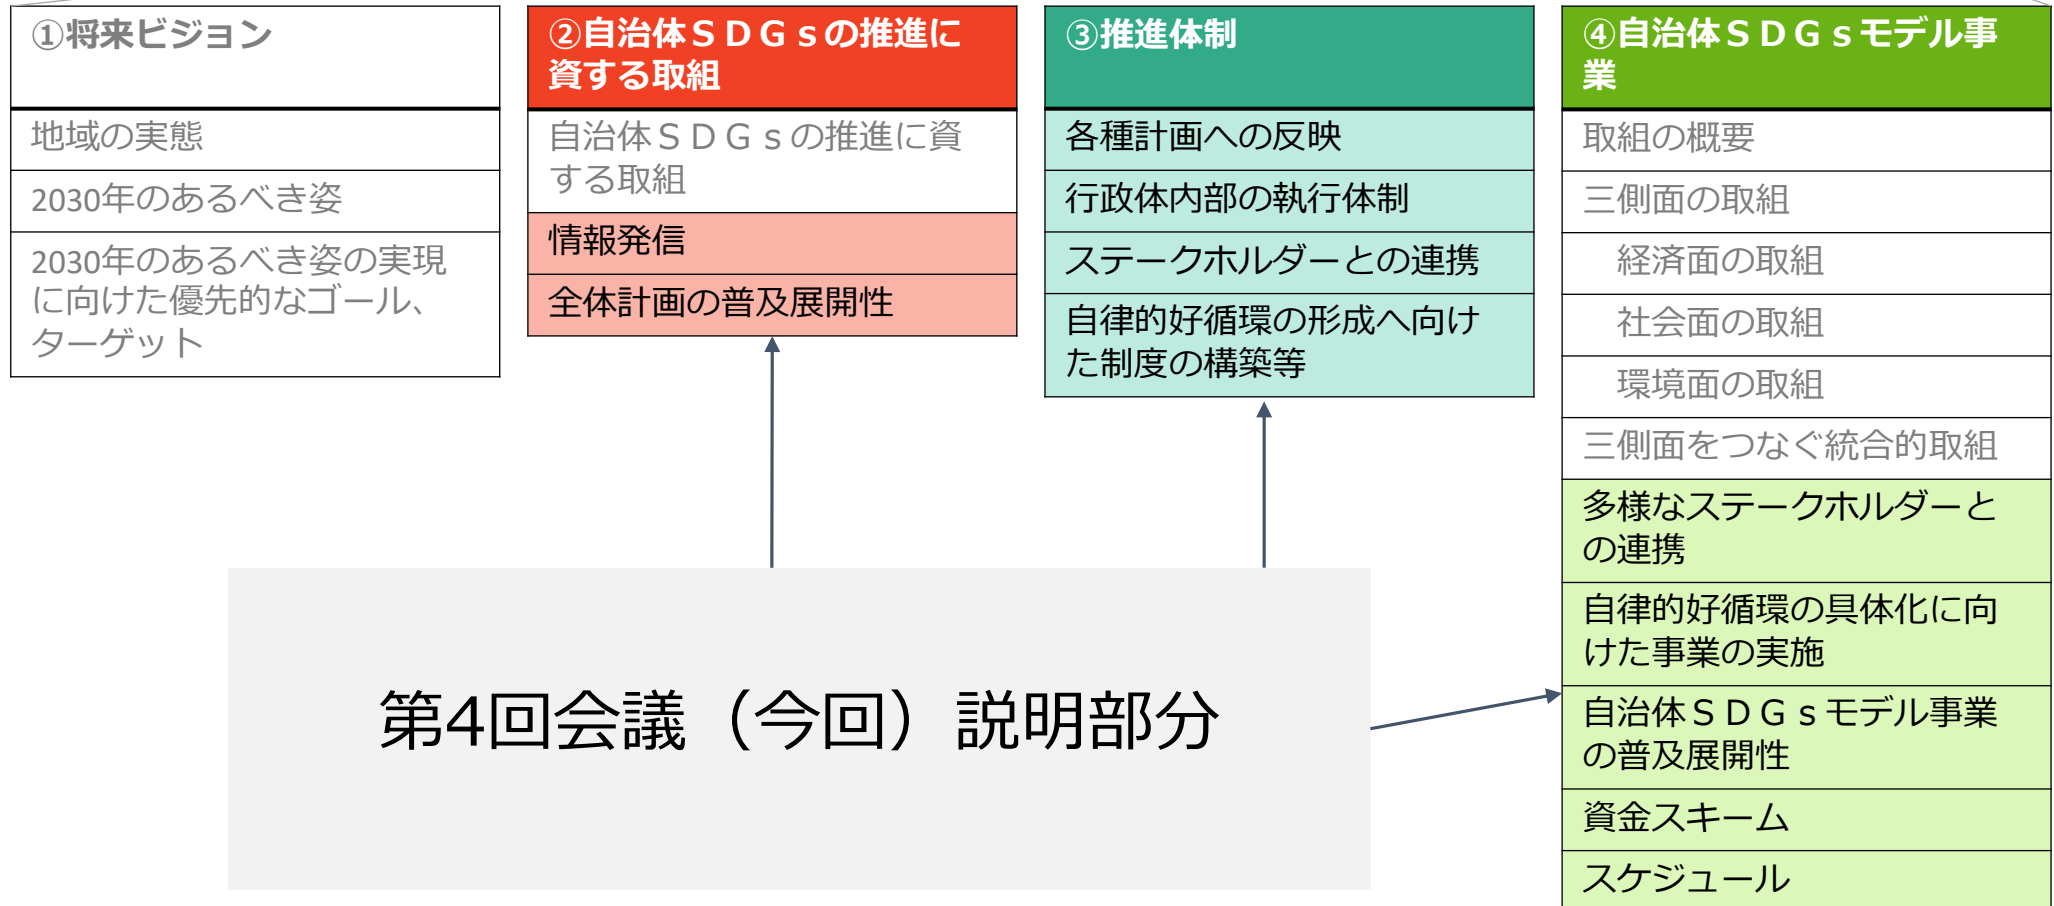 ①将来ビジョン
地域の実態
2030年のあるべき姿
2030年のあるべき姿の実現
に向けた優先的なゴール、
ターゲット
②自治体ＳＤＧｓの推進に
資する取組
自治体ＳＤＧｓの推進に資
する取組
情報発信
全体計画の普及展開性
③推進体制
各種計画への反映
行政体内部の執行体制
ステークホルダーとの連携
自律的好循環の形成へ向け
た制度の構築等
④自治体ＳＤＧｓモデル事
業
取組の概要
三側面の取組
経済面の取組
社会面の取組
環境面の取組
三側面をつなぐ統合的取組
多様なステークホルダーと
の連携
自律的好循環の具体化に向
けた事業の実施
自治体ＳＤＧｓモデル事業
の普及展開性
資金スキーム
スケジュール
第4回会議（今回）説明部分